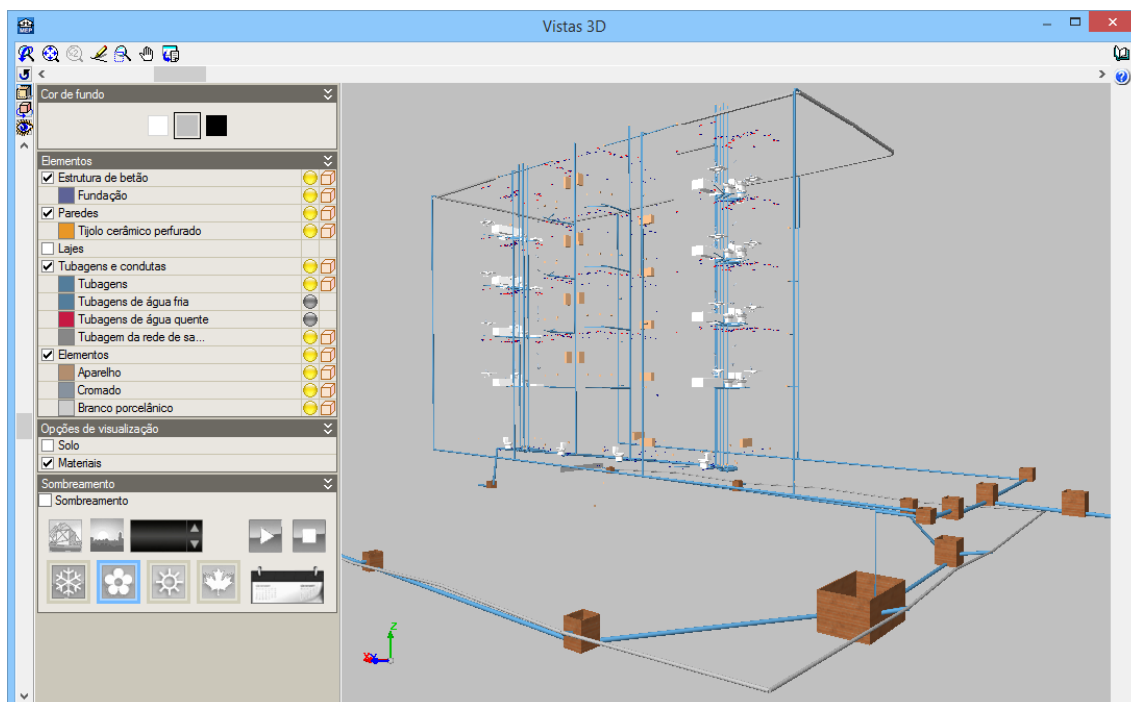 Vistas 3D
Cor de fundo
Elementos
Estrutura de betão
Fundação
Paredes
Tijolo cerâmico perfurado
Lajes
Tubagens e condutas
Tubagens
Tubagens de água fria
Tubagens de água quente
Tubagem da rede de sa...
Elementos
Aparelho
Cromado
Branco porcelânico
Opções de visualização
Solo
Materiais
Sombreamento
Sombreamento
Z